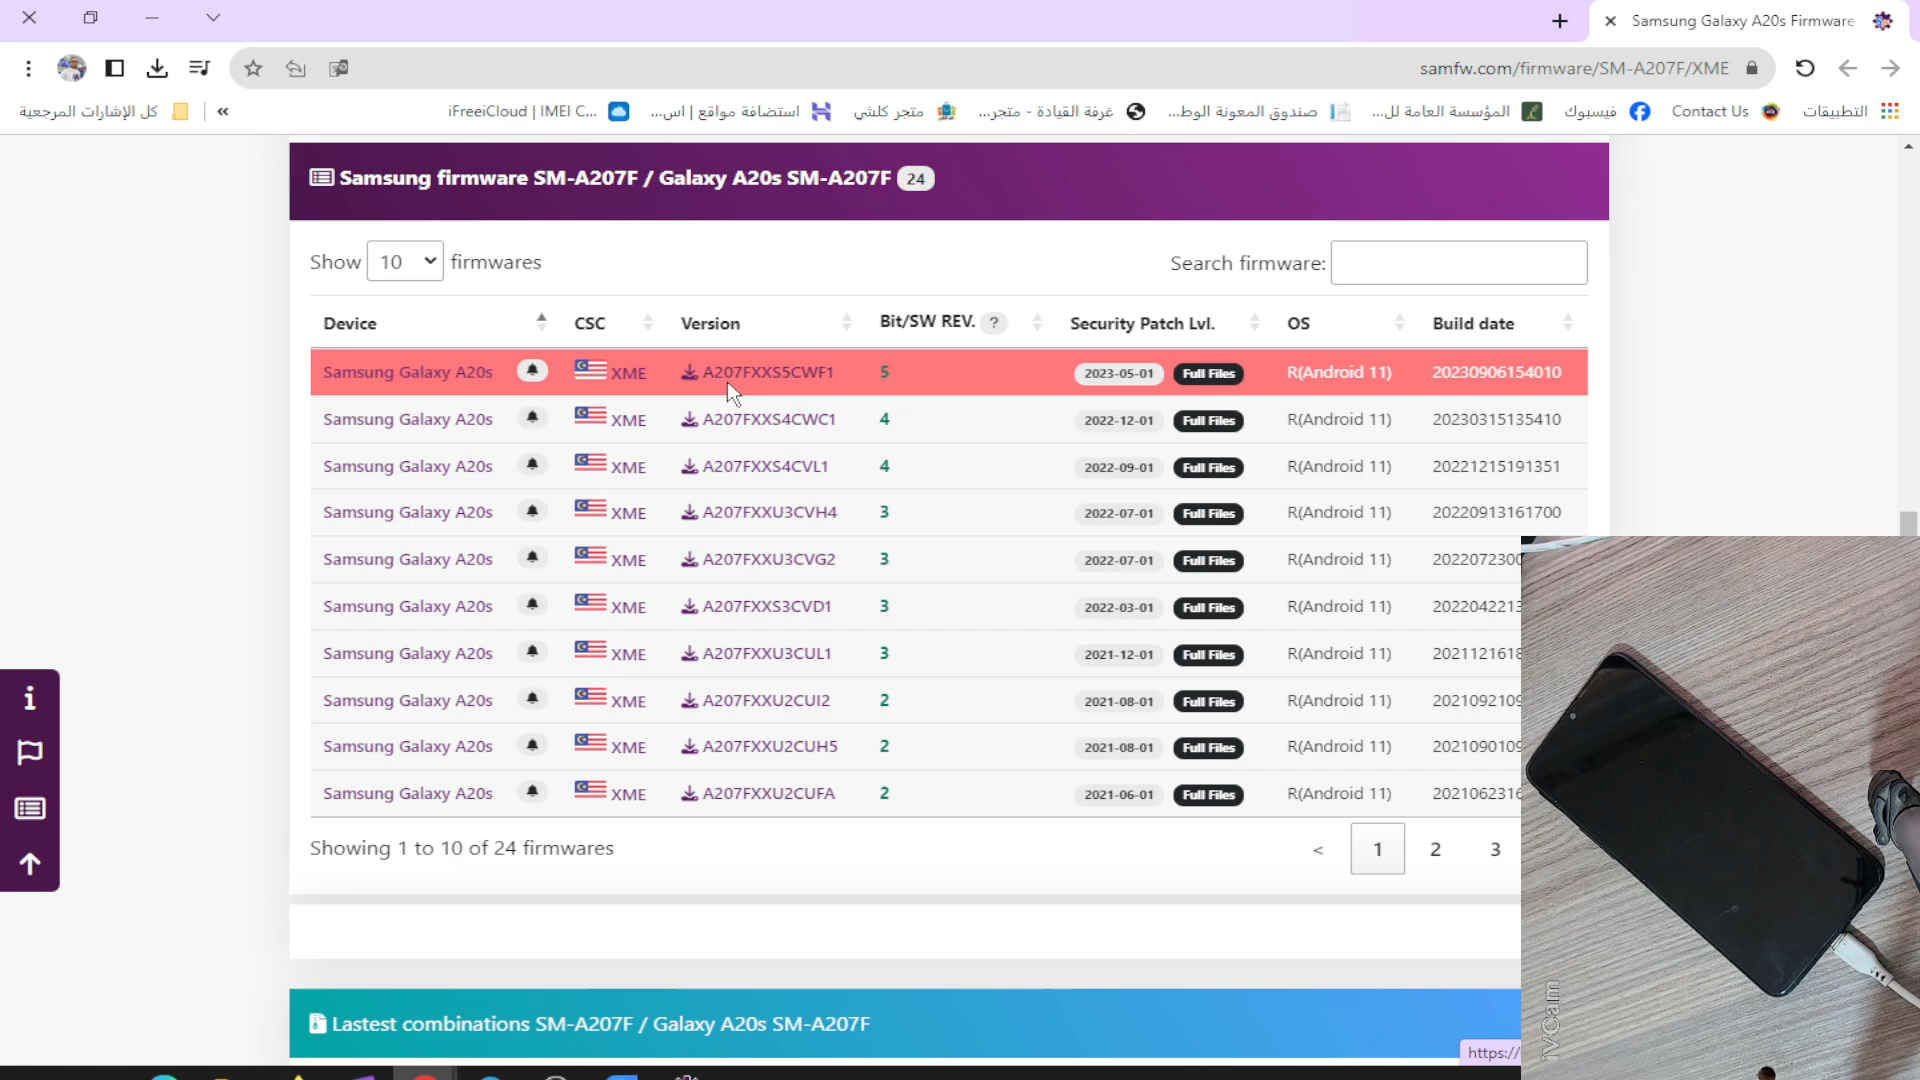 Samsung Galaxy A20s Firmware
samfw.com/firmware/SM-A207F/XME
التطبيقات
Contact Us
فيسبوك
المؤسسة العامة لل...
صندوق المعونة الوط...
غرفة القيادة - متجر...
متجر كلشي
استضافة مواقع | اس...
iFreeiCloud | IMEI C...
»
كل الإشارات المرجعية
Samsung firmware SM-A207F / Galaxy A20s SM-A207F 24
Show 10 firmwares
Search firmware:
Device CSC Version Bit/SW REV. ? Security Patch Lvl. OS Build date
Samsung Galaxy A20s XME A207FXXS5CWF1 5 2023-05-01 Full Files R(Android 11) 20230906154010
Samsung Galaxy A20s XME A207FXXS4CWC1 4 2022-12-01 Full Files R(Android 11) 20230315135410
Samsung Galaxy A20s XME A207FXXS4CVL1 4 2022-09-01 Full Files R(Android 11) 20221215191351
Samsung Galaxy A20s XME A207FXXU3CVH4 3 2022-07-01 Full Files R(Android 11) 20220913161700
Samsung Galaxy A20s XME A207FXXU3CVG2 3 2022-07-01 Full Files R(Android 11) 2022072300
Samsung Galaxy A20s XME A207FXXS3CVD1 3 2022-03-01 Full Files R(Android 11) 2022042213
Samsung Galaxy A20s XME A207FXXU3CUL1 3 2021-12-01 Full Files R(Android 11) 2021121618
Samsung Galaxy A20s XME A207FXXU2CUI2 2 2021-08-01 Full Files R(Android 11) 2021092109
Samsung Galaxy A20s XME A207FXXU2CUH5 2 2021-08-01 Full Files R(Android 11) 2021090109
Samsung Galaxy A20s XME A207FXXU2CUFA 2 2021-06-01 Full Files R(Android 11) 2021062316
Showing 1 to 10 of 24 firmwares
< 1 2 3
Lastest combinations SM-A207F / Galaxy A20s SM-A207F
https://
iVCam